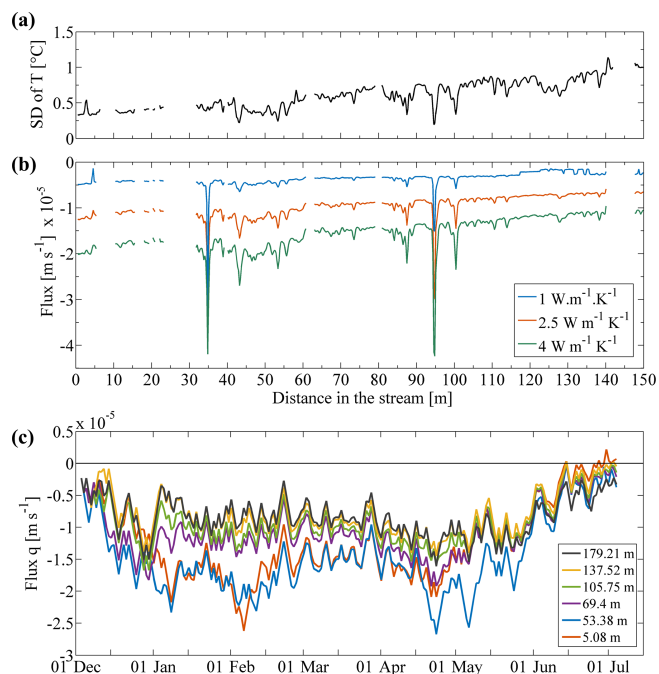 (a)
1.5
1
0.5
0
SD of T [°C]
(b)
0
-1
-2
-3
-4
Flux [m s⁻¹] x 10⁻⁵
1 W.m⁻¹.K⁻¹
2.5 W m⁻¹ K⁻¹
4 W m⁻¹ K⁻¹
0 10 20 30 40 50 60 70 80 90 100 110 120 130 140 150
Distance in the stream [m]
(c)
x 10⁻⁵
0.5
0
-0.5
-1
-1.5
-2
-2.5
-3
Flux q [m s⁻¹]
179.21 m
137.52 m
105.75 m
69.4 m
53.38 m
5.08 m
01 Dec 01 Jan 01 Feb 01 Mar 01 Apr 01 May 01 Jun 01 Jul